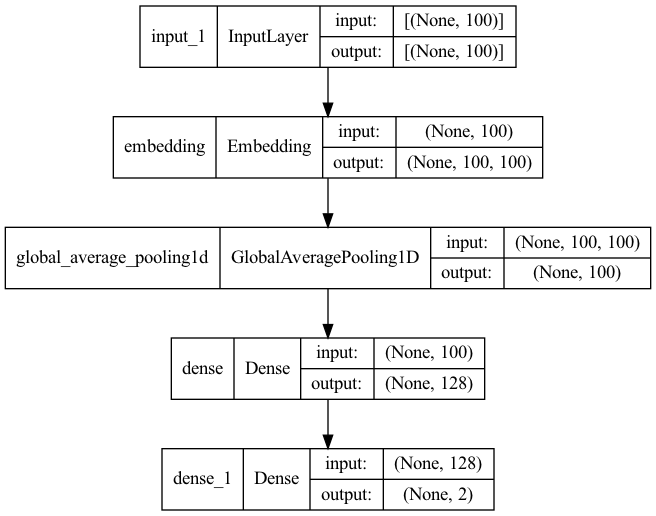 input_1 InputLayer input: [(None, 100)]
output: [(None, 100)]
embedding Embedding input: (None, 100)
output: (None, 100, 100)
global_average_pooling1d GlobalAveragePooling1D input: (None, 100, 100)
output: (None, 100)
dense Dense input: (None, 100)
output: (None, 128)
dense_1 Dense input: (None, 128)
output: (None, 2)